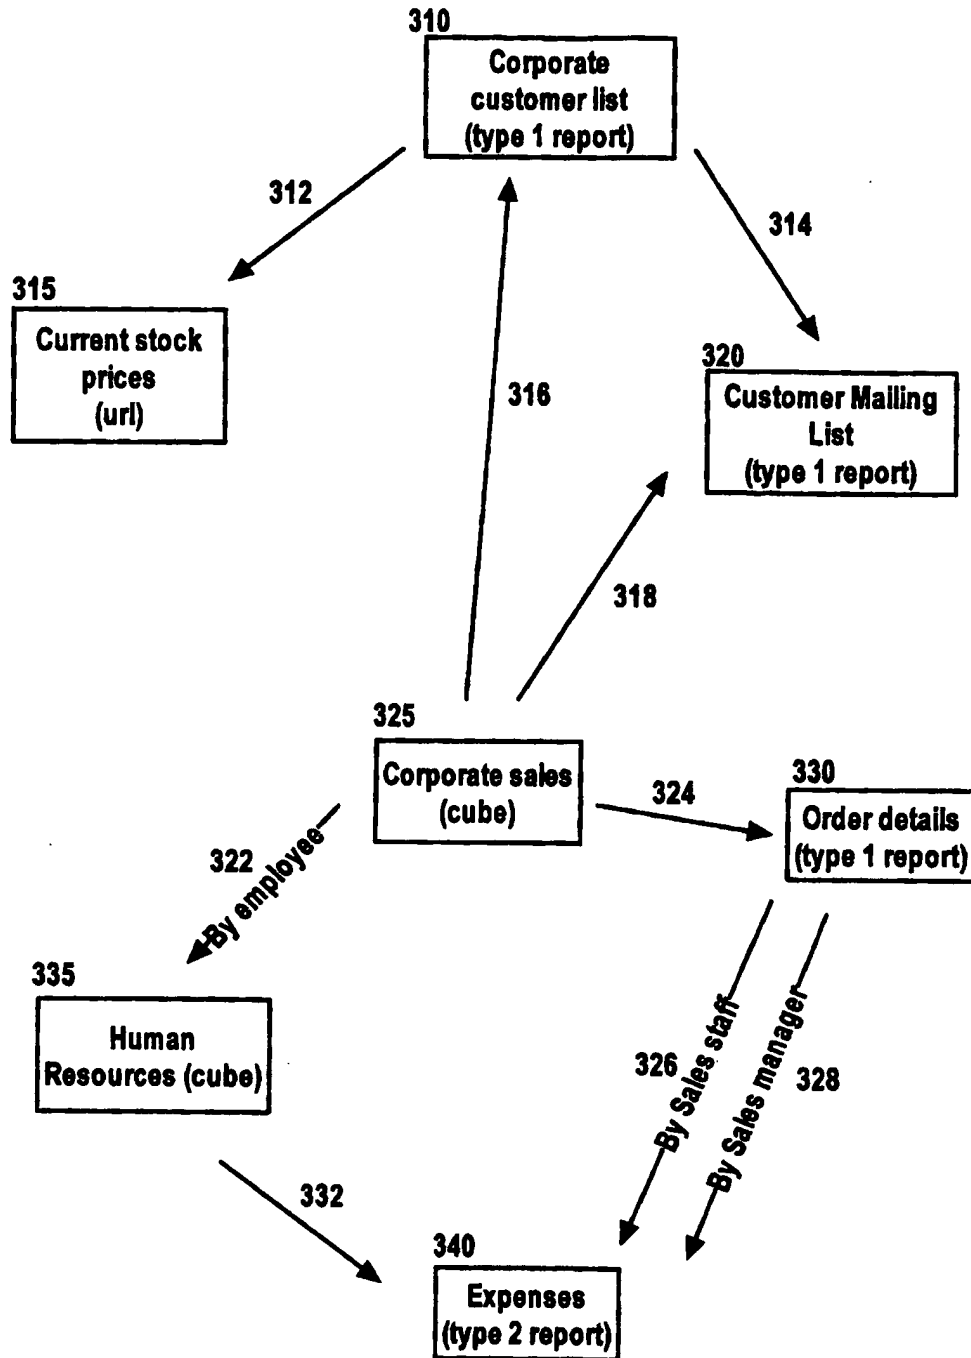 310
Corporate
customer list
(type 1 report)
312
314
315
Current stock
prices
(url)
320
Customer Mailing
List
(type 1 report)
316
318
325
Corporate sales
(cube)
324
330
Order details
(type 1 report)
322
By employee
335
Human
Resources (cube)
326
By Sales staff
By Sales manager
328
332
340
Expenses
(type 2 report)